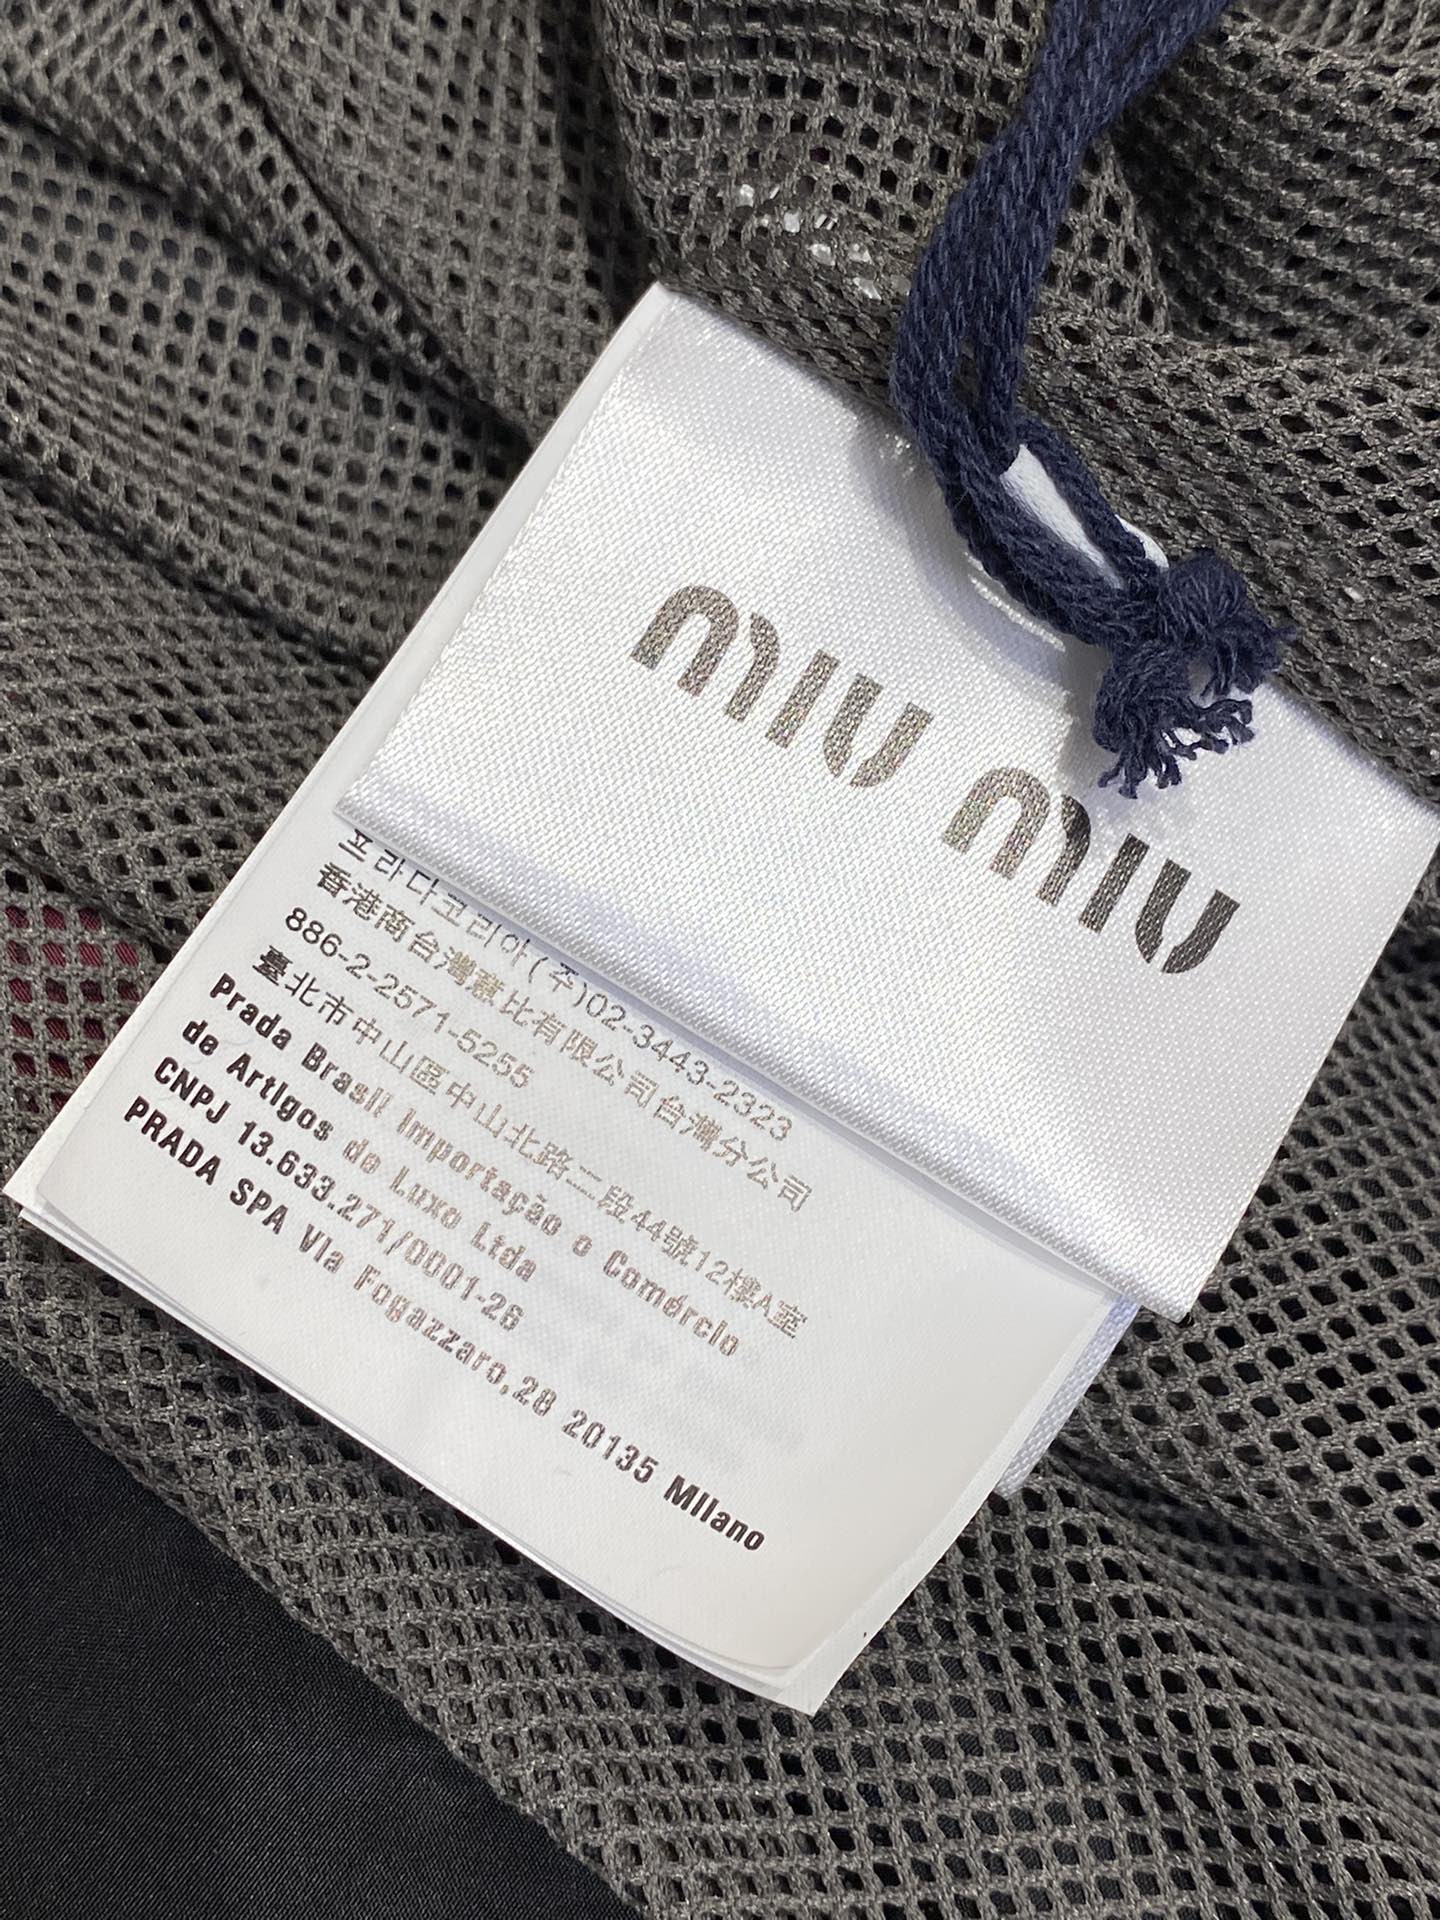 miu miu
프라다코리아(주)02-3443-2323
香港商台灣意比有限公司台灣分公司
886-2-2571-5255
臺北市中山區中山北路二段44號12樓A室
Prada Brasil Importação e Comércio
de Artigos de Luxo Ltda
CNPJ 13.633.271/0001-26
PRADA SPA Via Fogazzaro,28 20135 Milano